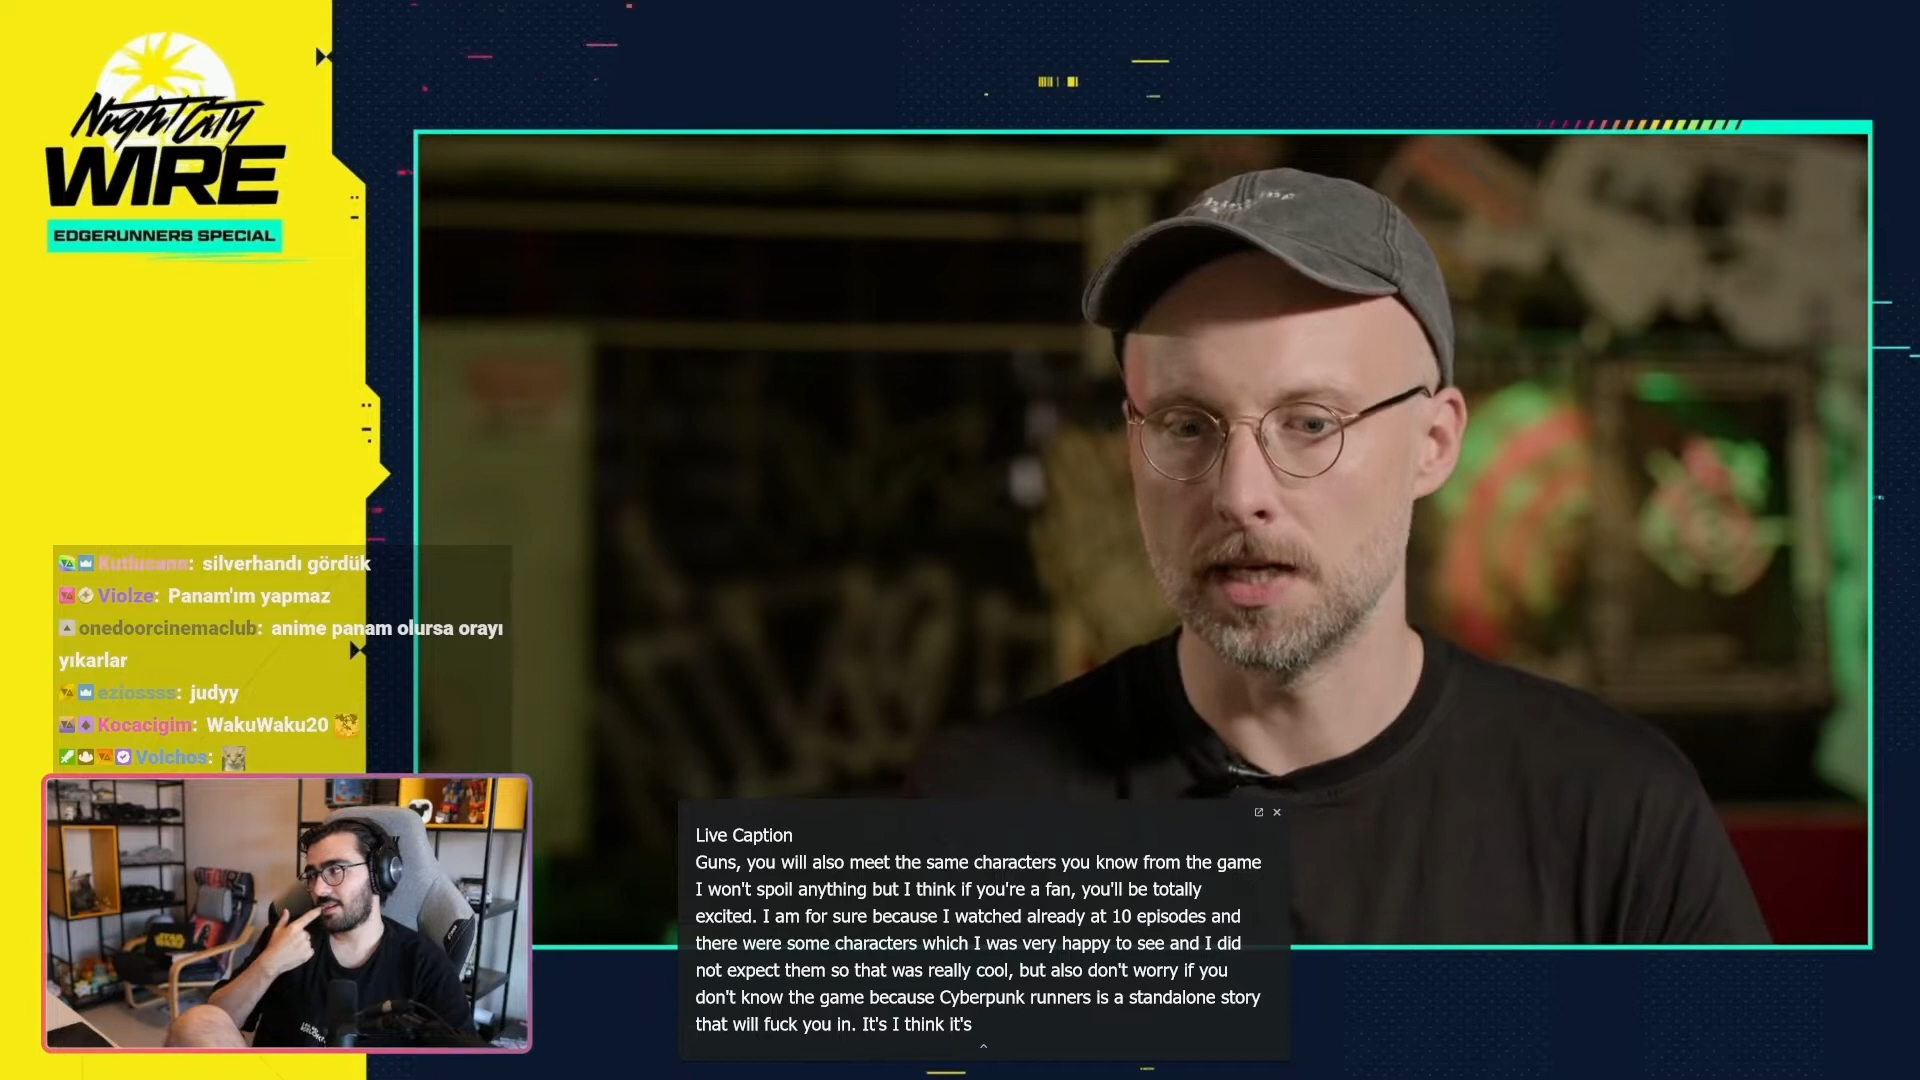 Night City
WIRE
EDGERUNNERS SPECIAL
Kutlucann: silverhandı gördük
Violze: Panam'ım yapmaz
onedoorcinemaclub: anime panam olursa orayı
yıkarlar
eziossss: judyy
Kocacigim: WakuWaku20
Volchos:
STAR
WARS
Live Caption
Guns, you will also meet the same characters you know from the game
I won't spoil anything but I think if you're a fan, you'll be totally
excited. I am for sure because I watched already at 10 episodes and
there were some characters which I was very happy to see and I did
not expect them so that was really cool, but also don't worry if you
don't know the game because Cyberpunk runners is a standalone story
that will fuck you in. It's I think it's